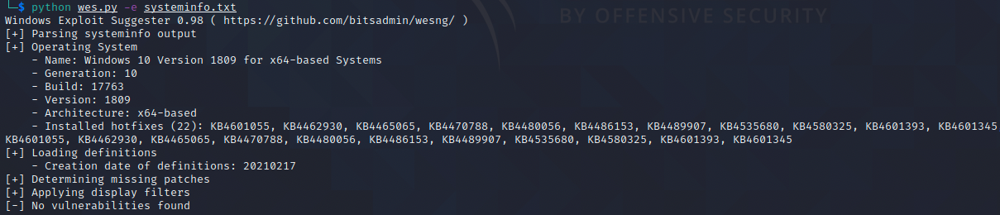 └─$ python wes.py -e systeminfo.txt
Windows Exploit Suggester 0.98 ( https://github.com/bitsadmin/wesng/ )
BY OFFENSIVE SECURITY
[+] Parsing systeminfo output
[+] Operating System
    - Name: Windows 10 Version 1809 for x64-based Systems
    - Generation: 10
    - Build: 17763
    - Version: 1809
    - Architecture: x64-based
    - Installed hotfixes (22): KB4601055, KB4462930, KB4465065, KB4470788, KB4480056, KB4486153, KB4489907, KB4535680, KB4580325, KB4601393, KB4601345
KB4601055, KB4462930, KB4465065, KB4470788, KB4480056, KB4486153, KB4489907, KB4535680, KB4580325, KB4601393, KB4601345
[+] Loading definitions
    - Creation date of definitions: 20210217
[+] Determining missing patches
[+] Applying display filters
[-] No vulnerabilities found